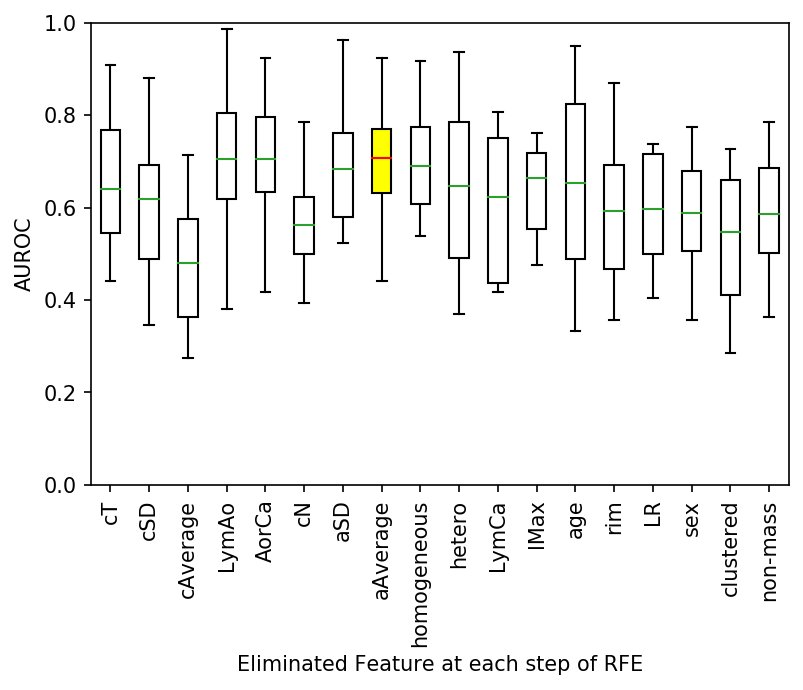 1.0
0.8
0.6
0.4
0.2
0.0
AUROC
cT
cSD
cAverage
LymAo
AorCa
cN
aSD
aAverage
homogeneous
hetero
LymCa
IMax
age
rim
LR
sex
clustered
non-mass
Eliminated Feature at each step of RFE